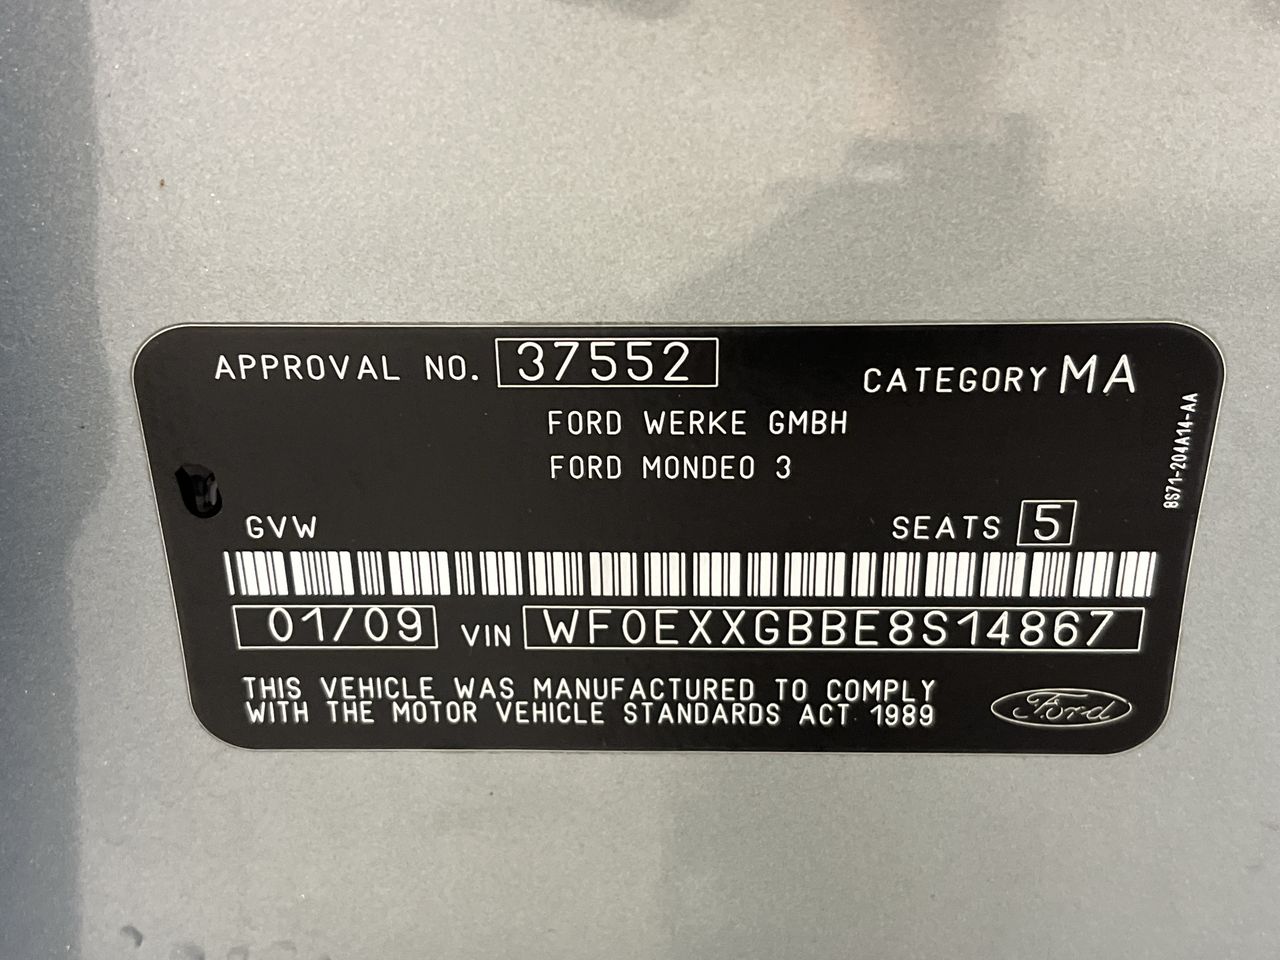 APPROVAL NO. 37552
CATEGORY MA
FORD WERKE GMBH
FORD MONDEO 3
8S71-204A14-AA
GVW
SEATS 5
01/09 VIN WF0EXXGBBE8S14867
THIS VEHICLE WAS MANUFACTURED TO COMPLY
WITH THE MOTOR VEHICLE STANDARDS ACT 1989
Ford